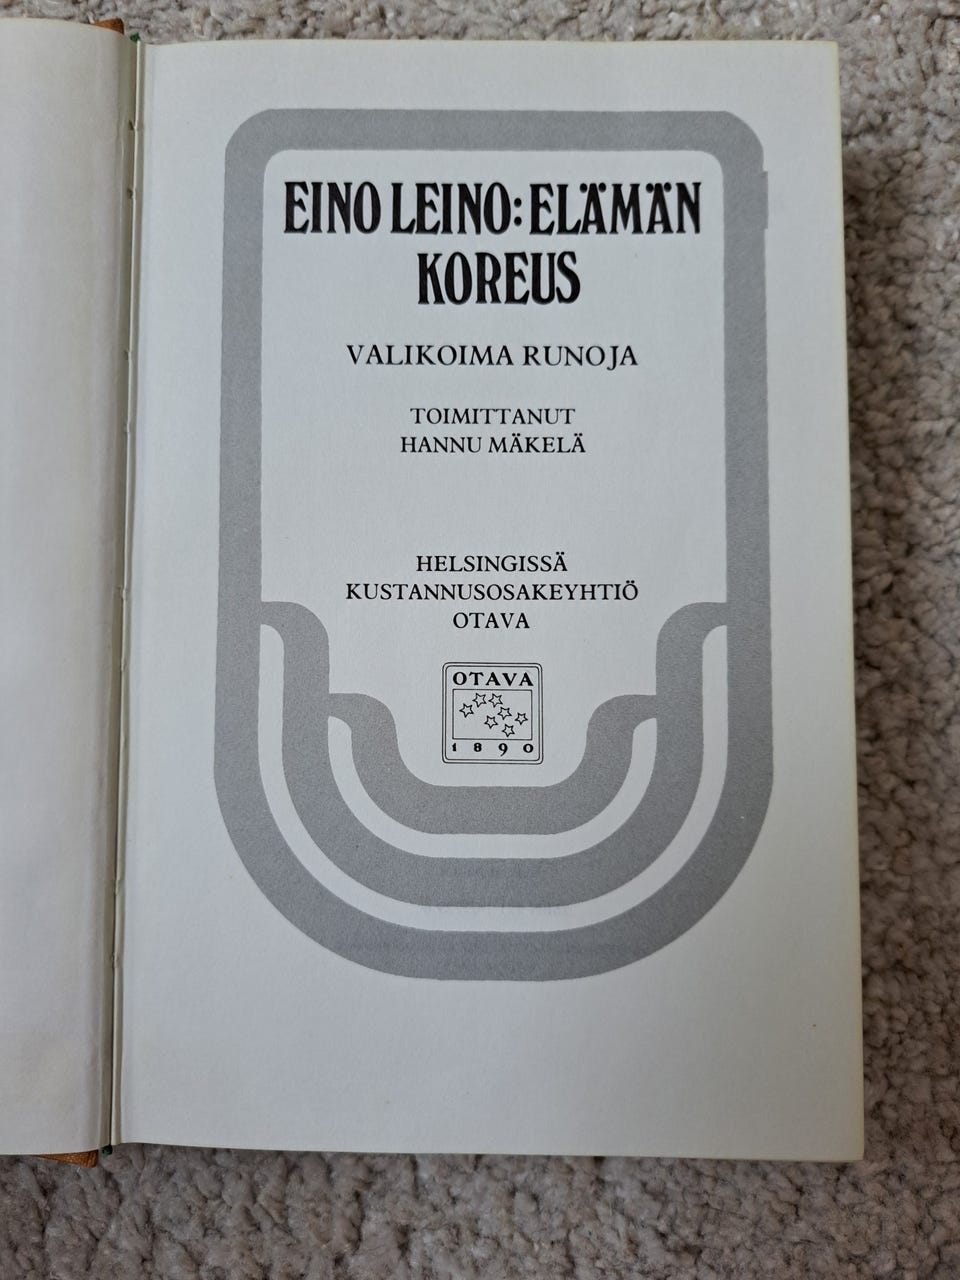 EINO LEINO: ELÄMÄN
KOREUS
VALIKOIMA RUNOJA
TOIMITTANUT
HANNU MÄKELÄ
HELSINGISSÄ
KUSTANNUSOSAKEYHTIÖ
OTAVA
OTAVA
1890